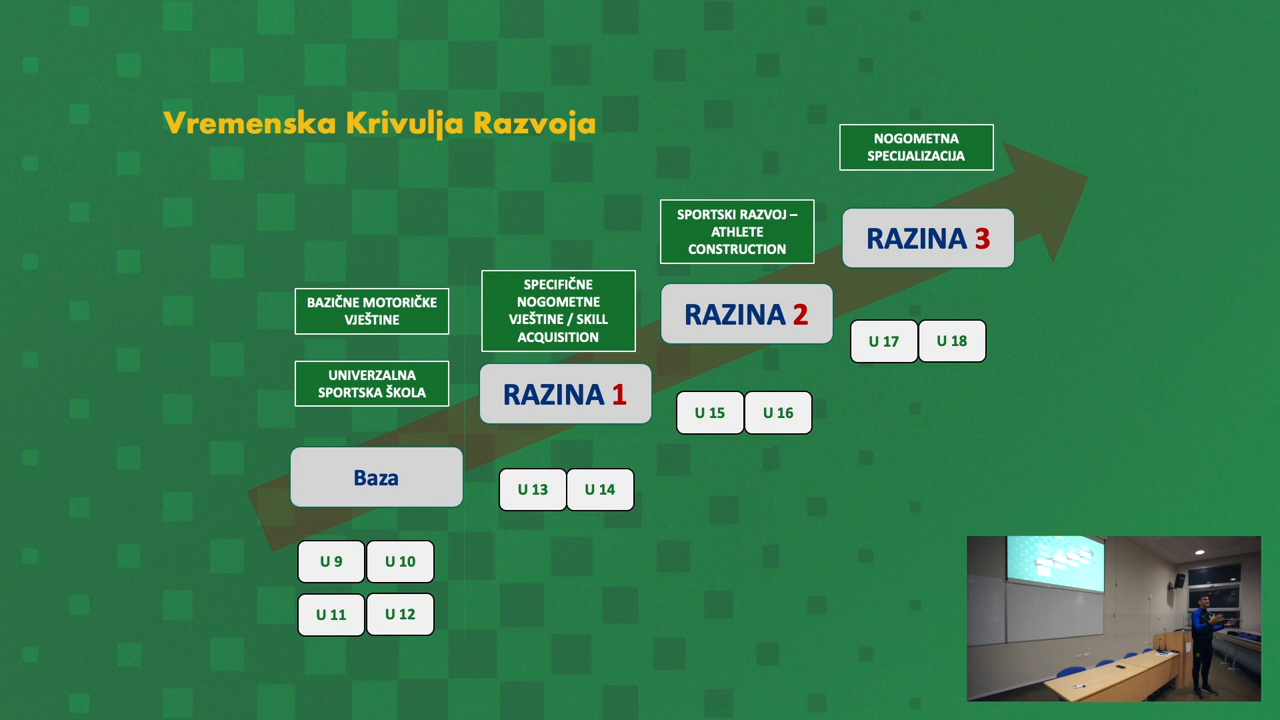 Vremenska Krivulja Razvoja
NOGOMETNA
SPECIJALIZACIJA
RAZINA 3
U 17
U 18
SPORTSKI RAZVOJ –
ATHLETE
CONSTRUCTION
RAZINA 2
U 15
U 16
SPECIFIČNE
NOGOMETNE
VJEŠTINE / SKILL
ACQUISITION
RAZINA 1
U 13
U 14
BAZIČNE MOTORIČKE
VJEŠTINE
UNIVERZALNA
SPORTSKA ŠKOLA
Baza
U 9
U 10
U 11
U 12